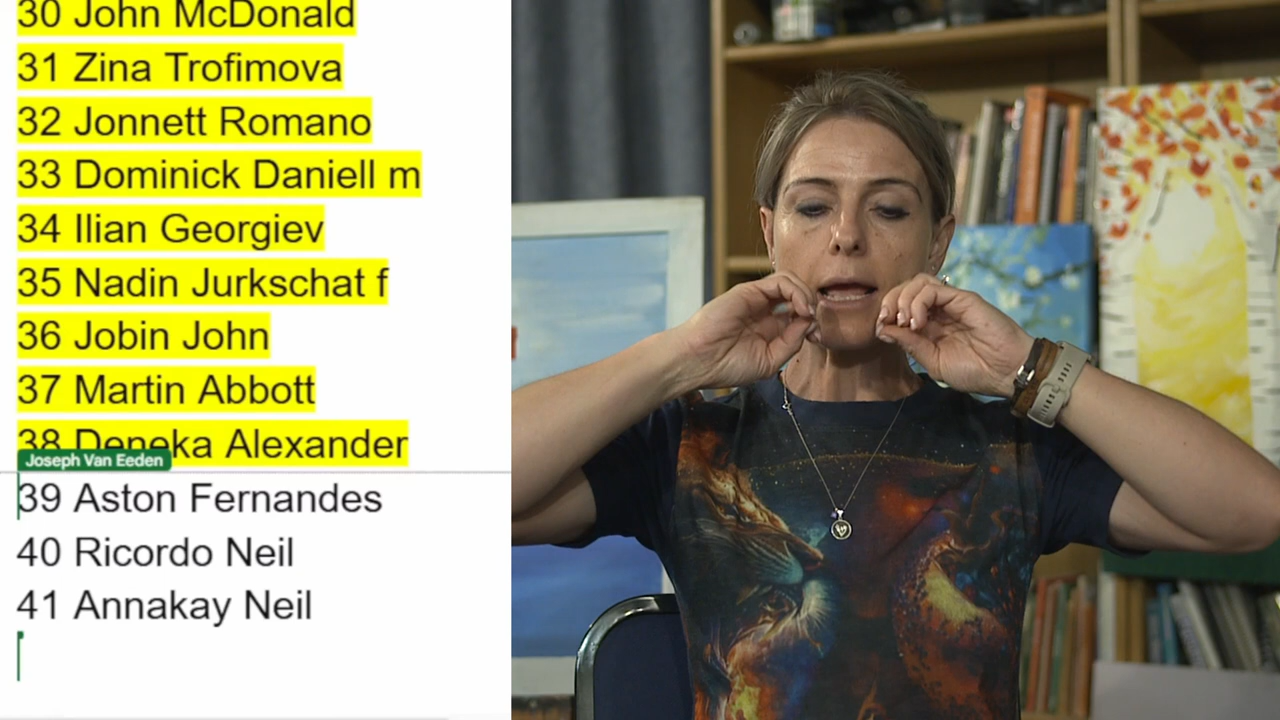 30 John McDonald
31 Zina Trofimova
32 Jonnett Romano
33 Dominick Daniell m
34 Ilian Georgiev
35 Nadin Jurkschat f
36 Jobin John
37 Martin Abbott
38 Deneka Alexander
Joseph Van Eeden
39 Aston Fernandes
40 Ricordo Neil
41 Annakay Neil